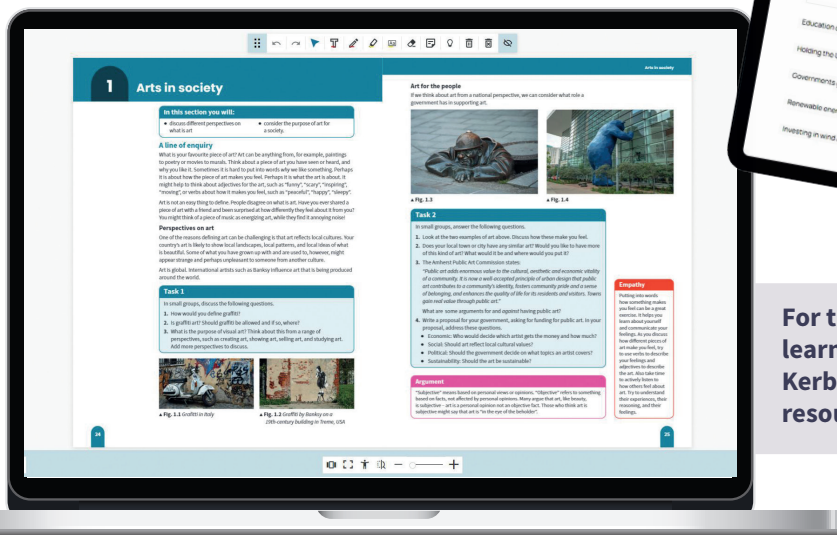 1
Arts in society
In this section you will:
• discuss different perspectives on
what is art
• consider the purpose of art for
a society.
A line of enquiry
What is your favourite piece of art? Art can be anything from, for example, paintings
to poetry or movies to murals. Think about a piece of art you have seen or heard, and
why you like it. Sometimes it is hard to put into words why we like something. Perhaps
it is about how the piece of art makes you feel. Perhaps it is what the art is about. It
might help to think about adjectives for the art, such as "funny", "scary", "inspiring",
"moving", or verbs about how it makes you feel, such as "peaceful", "happy", "sleepy".
Art is not an easy thing to define. People disagree on what is art. Have you ever shared a
piece of art with a friend and been surprised at how differently they feel about it from you?
You might think of a piece of music as energizing art, while they find it annoying noise!
Perspectives on art
One of the reasons defining art can be challenging is that art reflects local cultures. Your
country's art is likely to show local landscapes, local patterns, and local ideas of what
is beautiful. Some of what you have grown up with and are used to, however, might
appear strange and perhaps unpleasant to someone from another culture.
Art is global. International artists such as Banksy influence art that is being produced
around the world.
Task 1
In small groups, discuss the following questions.
1. How would you define graffiti?
2. Is graffiti art? Should graffiti be allowed and if so, where?
3. What is the purpose of visual art? Think about this from a range of
perspectives, such as creating art, showing art, selling art, and studying art.
Add more perspectives to discuss.
▲ Fig. 1.1 Graffiti in Italy
▲ Fig. 1.2 Graffiti by Banksy on a
19th-century building in Treme, USA
24
Arts in society
Art for the people
If we think about art from a national perspective, we can consider what role a
government has in supporting art.
▲ Fig. 1.3
▲ Fig. 1.4
Task 2
In small groups, answer the following questions.
1. Look at the two examples of art above. Discuss how these make you feel.
2. Does your local town or city have any similar art? Would you like to have more
of this kind of art? What would it be and where would you put it?
3. The Amherst Public Art Commission states:
"Public art adds enormous value to the cultural, aesthetic and economic vitality
of a community. It is now a well-accepted principle of urban design that public
art contributes to a community's identity, fosters community pride and a sense
of belonging, and enhances the quality of life for its residents and visitors. Towns
gain real value through public art."
What are some arguments for and against having public art?
4. Write a proposal for your government, asking for funding for public art. In your
proposal, address these questions.
• Economic: Who would decide which artist gets the money and how much?
• Social: Should art reflect local cultural values?
• Political: Should the government decide on what topics an artist covers?
• Sustainability: Should the art be sustainable?
Argument
"Subjective" means based on personal views or opinions. "Objective" refers to something
based on facts, not affected by personal opinions. Many argue that art, like beauty,
is subjective – art is a personal opinion not an objective fact. Those who think art is
subjective might say that art is "in the eye of the beholder".
Empathy
Putting into words
how something makes
you feel can be a great
exercise. It helps you
learn about yourself
and communicate your
feelings. As you discuss
how different pieces of
art make you feel, try
to use verbs to describe
your feelings and
adjectives to describe
the art. Also take time
to actively listen to
how others feel about
art. Try to understand
their experiences, their
reasoning, and their
feelings.
25
Education
Holding the
Governments
Renewable ener
Investing in wind
For t
learn
Kerb
resou